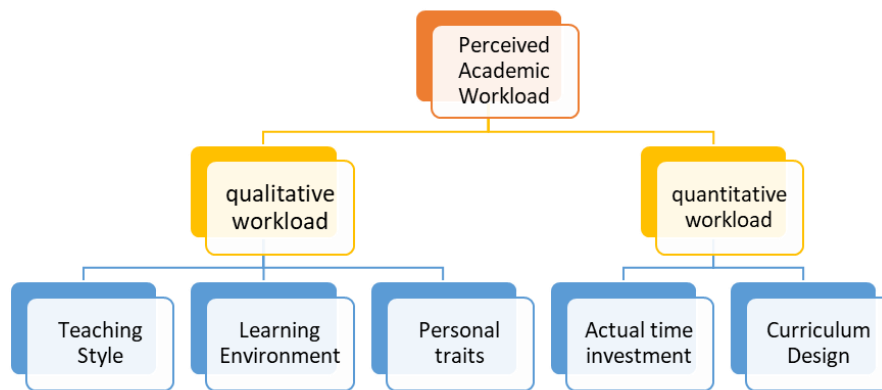 Perceived
Academic
Workload
qualitative
workload
quantitative
workload
Teaching
Style
Learning
Environment
Personal
traits
Actual time
investment
Curriculum
Design